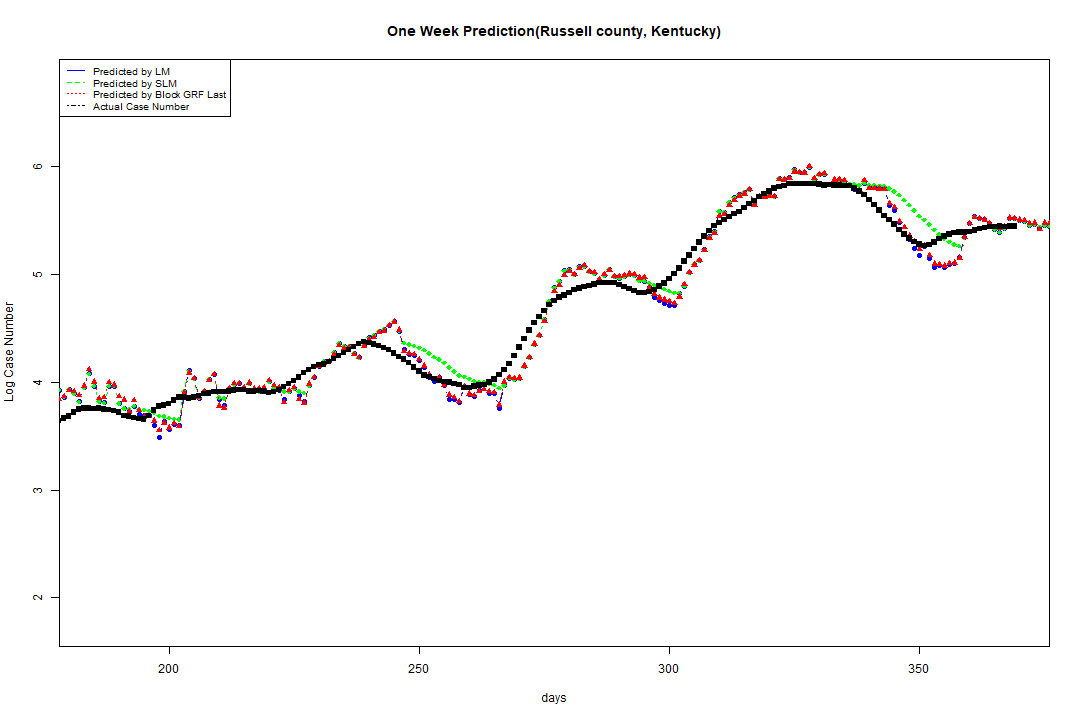 One Week Prediction(Russell county, Kentucky)
Predicted by LM
Predicted by SLM
Predicted by Block GRF Last
Actual Case Number
6
5
4
3
2
Log Case Number
200
250
300
350
days